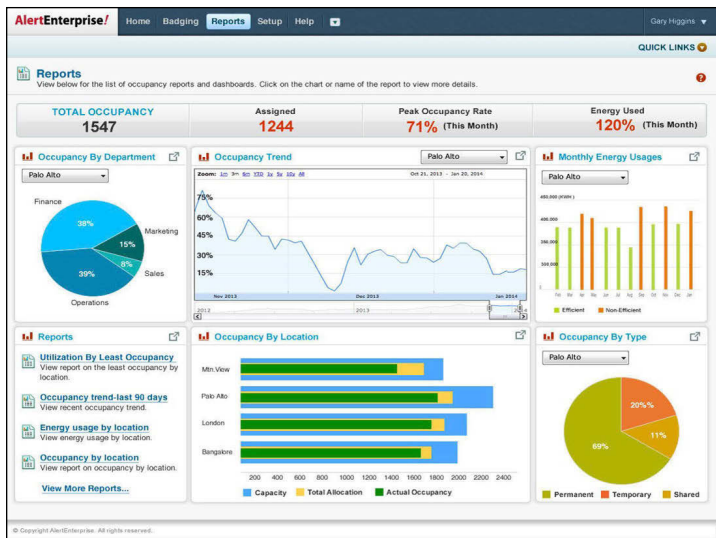 AlertEnterprise!
Home Badging Reports Setup Help
Gary Higgins
QUICK LINKS
Reports
View below for the list of occupancy reports and dashboards. Click on the chart or name of the report to view more details.
TOTAL OCCUPANCY
1547
Assigned
1244
Peak Occupancy Rate
71% (This Month)
Energy Used
120% (This Month)
Occupancy By Department
Palo Alto
Finance
38%
Marketing
15%
8%
Sales
39%
Operations
Occupancy Trend
Palo Alto
Zoom: 1m 3m 6m YTD 1y 5y 10y All
Oct 21, 2013 - Jan 20, 2014
75%
60%
45%
30%
15%
Nov 2013 Dec 2013 Jan 2014
2012 2013
Monthly Energy Usages
Palo Alto
Efficient Non-Efficient
Reports
Utilization By Least Occupancy
View report on the least occupancy by
location.
Occupancy trend-last 90 days
View recent occupancy trend.
Energy usage by location
View energy usage by location.
Occupancy by location
View report on occupancy by location.
View More Reports...
Occupancy By Location
Mtn.View
Palo Alto
London
Bangalore
200 400 600 800 1000 1200 1400 1600 1800 2000 2200 2400
Capacity Total Allocation Actual Occupancy
Occupancy By Type
Palo Alto
20%%
11%
69%
Permanent Temporary Shared
© Copyright AlertEnterprise. All rights reserved.